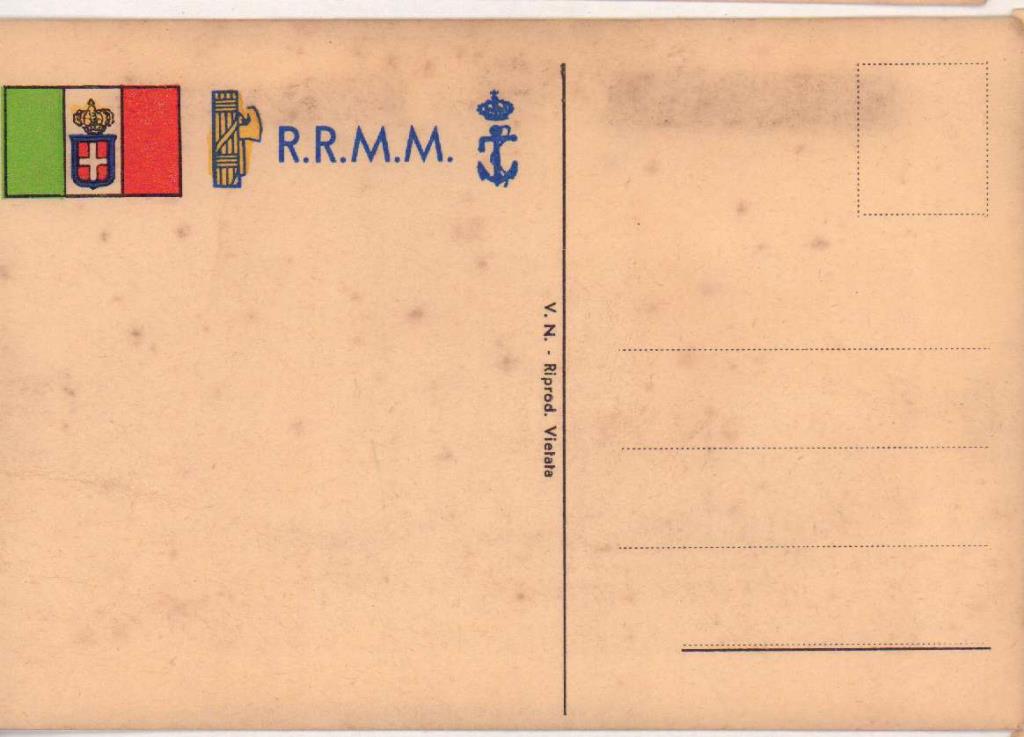 R.R.M.M.
V. N. - Riprod. Vietata